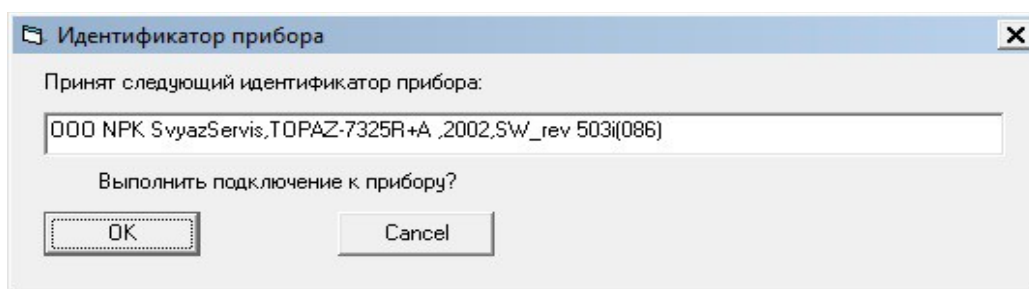 Идентификатор прибора
Принят следующий идентификатор прибора:
OOO NPK SvyazServis,TOPAZ-7325R+A ,2002,SW_rev 503i(086)
Выполнить подключение к прибору?
OK Cancel